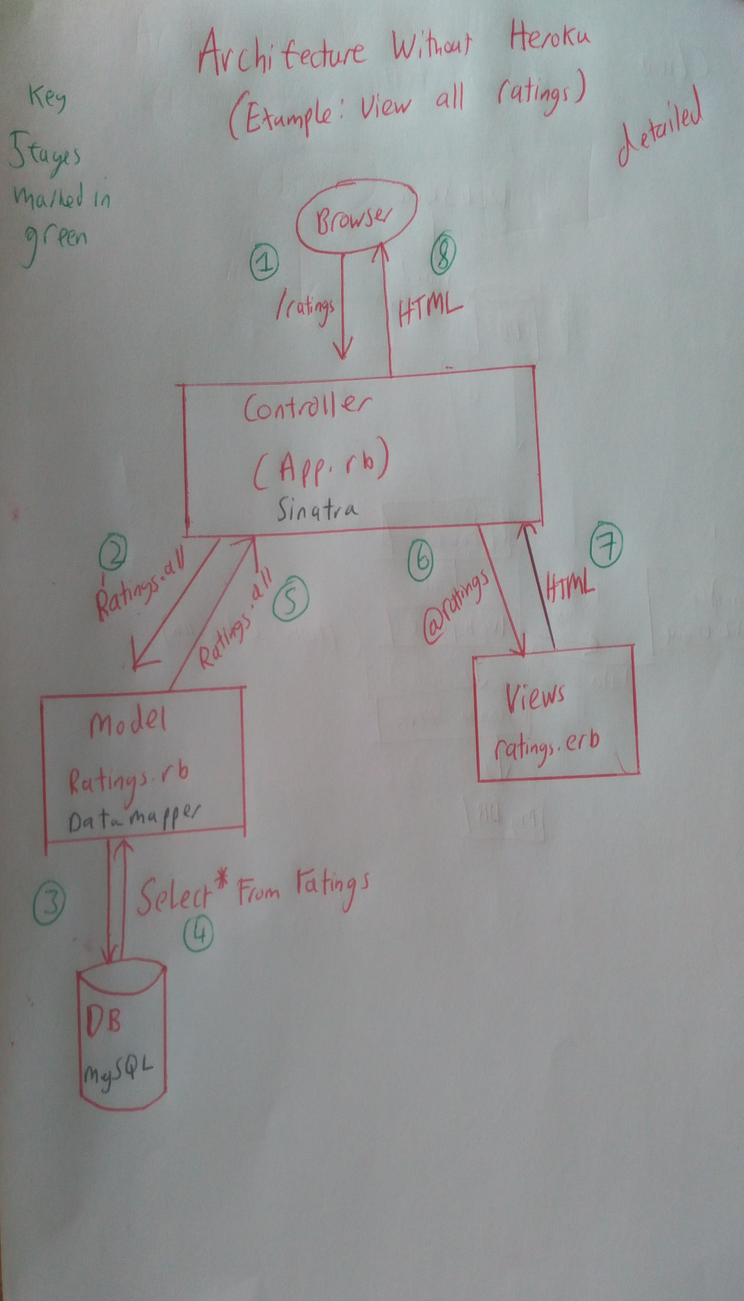 Architecture Without Heroku
(Example: View all ratings)
detailed
Key
Stages
marked in
green
Browser
1
/ratings
8
HTML
Controller
(App.rb)
Sinatra
2
Ratings.all
5
Ratings.all
6
@ratings
7
HTML
Model
Ratings.rb
Datamapper
Views
ratings.erb
3
Select * From ratings
4
DB
MySQL